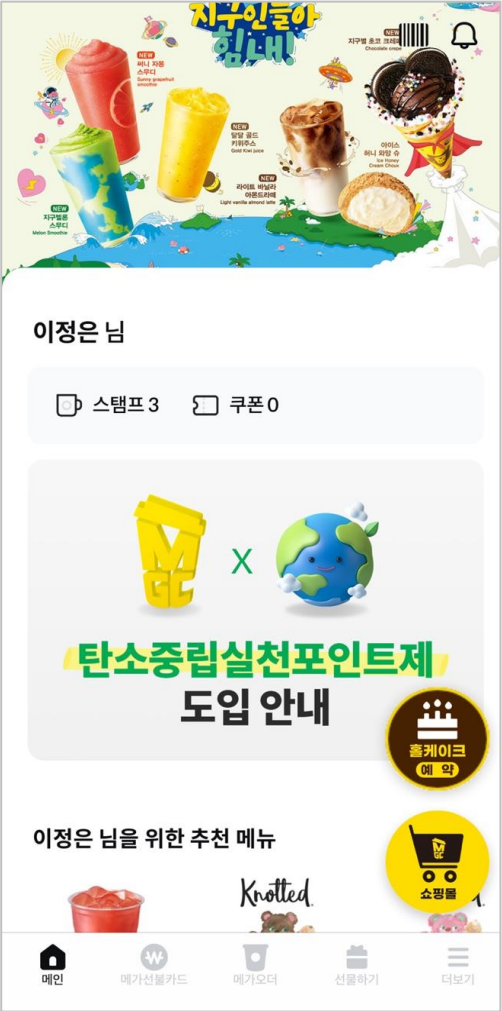 지구인들아
힘내!
NEW
써니 자몽
스무디
Sunny grapefruit
smoothie
NEW
지구별 초코 크레페
Chocolate crepe
NEW
달달 골드
키위주스
Gold Kiwi juice
NEW
라이트 바닐라
아몬드라떼
Light vanilla almond latte
아이스
허니 와앙 슈
Ice Honey
Cream Choux
NEW
지구멜론
스무디
Melon Smoothie
이정은 님
스탬프 3
쿠폰 0
MGC X
탄소중립실천포인트제
도입 안내
홀케이크
예 약
이정은 님을 위한 추천 메뉴
MGC
쇼핑몰
Knotted.
메인
메가선불카드
메가오더
선물하기
더보기